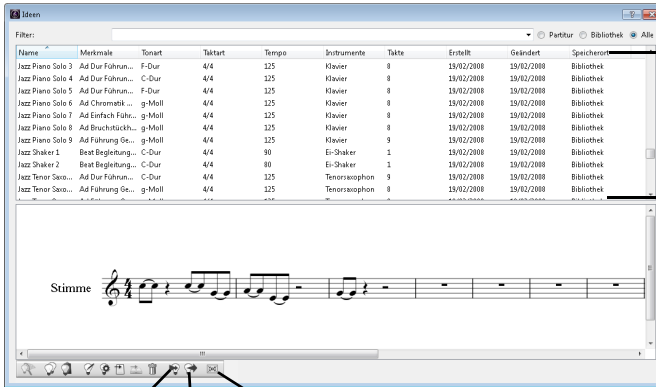 Ideen
Filter: Partitur Bibliothek Alle
Name Merkmale Tonart Taktart Tempo Instrumente Takte Erstellt Geändert Speicherort
Jazz Piano Solo 3 Ad Dur Führun... F-Dur 4/4 125 Klavier 8 19/02/2008 19/02/2008 Bibliothek
Jazz Piano Solo 4 Ad Dur Führun... C-Dur 4/4 125 Klavier 8 19/02/2008 19/02/2008 Bibliothek
Jazz Piano Solo 5 Ad Dur Führun... F-Dur 4/4 125 Klavier 8 19/02/2008 19/02/2008 Bibliothek
Jazz Piano Solo 6 Ad Chromatik ... g-Moll 4/4 125 Klavier 8 19/02/2008 19/02/2008 Bibliothek
Jazz Piano Solo 7 Ad Einfach Führ... g-Moll 4/4 125 Klavier 8 19/02/2008 19/02/2008 Bibliothek
Jazz Piano Solo 8 Ad Bruchstückh... g-Moll 4/4 125 Klavier 8 19/02/2008 19/02/2008 Bibliothek
Jazz Piano Solo 9 Ad Führung Ge... g-Moll 4/4 125 Klavier 9 19/02/2008 19/02/2008 Bibliothek
Jazz Shaker 1 Beat Begleitung... C-Dur 4/4 90 Ei-Shaker 1 19/02/2008 19/02/2008 Bibliothek
Jazz Shaker 2 Beat Begleitung... C-Dur 4/4 80 Ei-Shaker 1 19/02/2008 19/02/2008 Bibliothek
Jazz Tenor Saxo... Ad Dur Führun... C-Dur 4/4 125 Tenorsaxophon 9 19/02/2008 19/02/2008 Bibliothek
Jazz Tenor Saxo... Ad Führung Ge... g-Moll 4/4 125 Tenorsaxophon 8 19/02/2008 19/02/2008 Bibliothek
Stimme